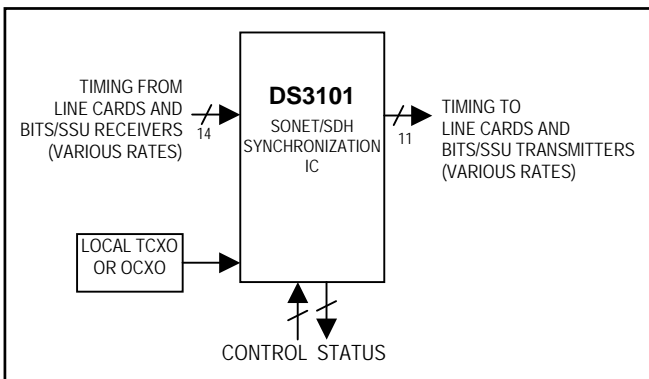 TIMING FROM
LINE CARDS AND
BITS/SSU RECEIVERS
(VARIOUS RATES)
14
DS3101
SONET/SDH
SYNCHRONIZATION
IC
11
TIMING TO
LINE CARDS AND
BITS/SSU TRANSMITTERS
(VARIOUS RATES)
LOCAL TCXO
OR OCXO
CONTROL STATUS